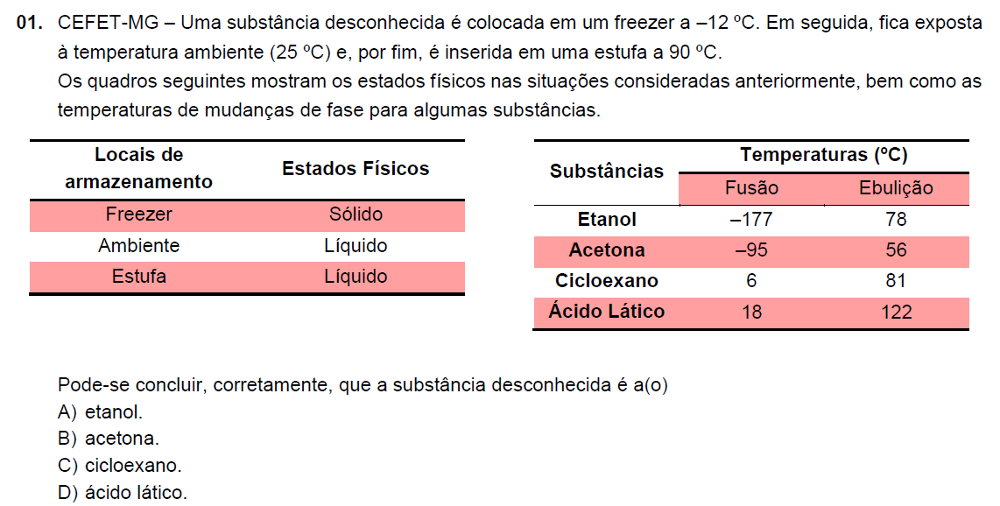 01. CEFET-MG – Uma substância desconhecida é colocada em um freezer a –12 ºC. Em seguida, fica exposta
à temperatura ambiente (25 ºC) e, por fim, é inserida em uma estufa a 90 ºC.
Os quadros seguintes mostram os estados físicos nas situações consideradas anteriormente, bem como as
temperaturas de mudanças de fase para algumas substâncias.
Locais de
armazenamento
Estados Físicos
Freezer Sólido
Ambiente Líquido
Estufa Líquido
Substâncias
Temperaturas (ºC)
Fusão Ebulição
Etanol –177 78
Acetona –95 56
Cicloexano 6 81
Ácido Lático 18 122
Pode-se concluir, corretamente, que a substância desconhecida é a(o)
A) etanol.
B) acetona.
C) cicloexano.
D) ácido lático.